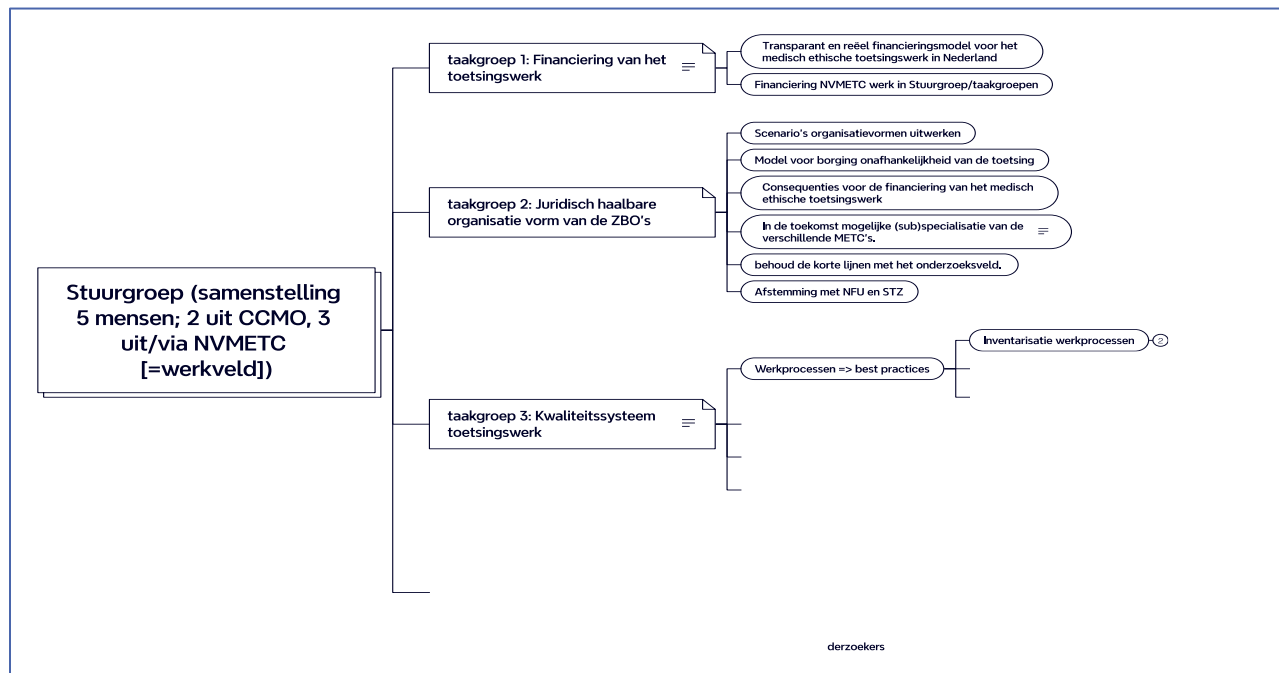 taakgroep 1: Financiering van het
toetsingswerk
Transparant en reëel financieringsmodel voor het
medisch ethische toetsingswerk in Nederland
Financiering NVMETC werk in Stuurgroep/taakgroepen
Scenario's organisatievormen uitwerken
Model voor borging onafhankelijkheid van de toetsing
taakgroep 2: Juridisch haalbare
organisatie vorm van de ZBO's
Consequenties voor de financiering van het medisch
ethische toetsingswerk
In de toekomst mogelijke (sub)specialisatie van de
verschillende METC's.
behoud de korte lijnen met het onderzoeksveld.
Afstemming met NFU en STZ
Stuurgroep (samenstelling
5 mensen; 2 uit CCMO, 3
uit/via NVMETC
[=werkveld])
Inventarisatie werkprocessen
2
Werkprocessen => best practices
taakgroep 3: Kwaliteitssysteem
toetsingswerk
derzoekers